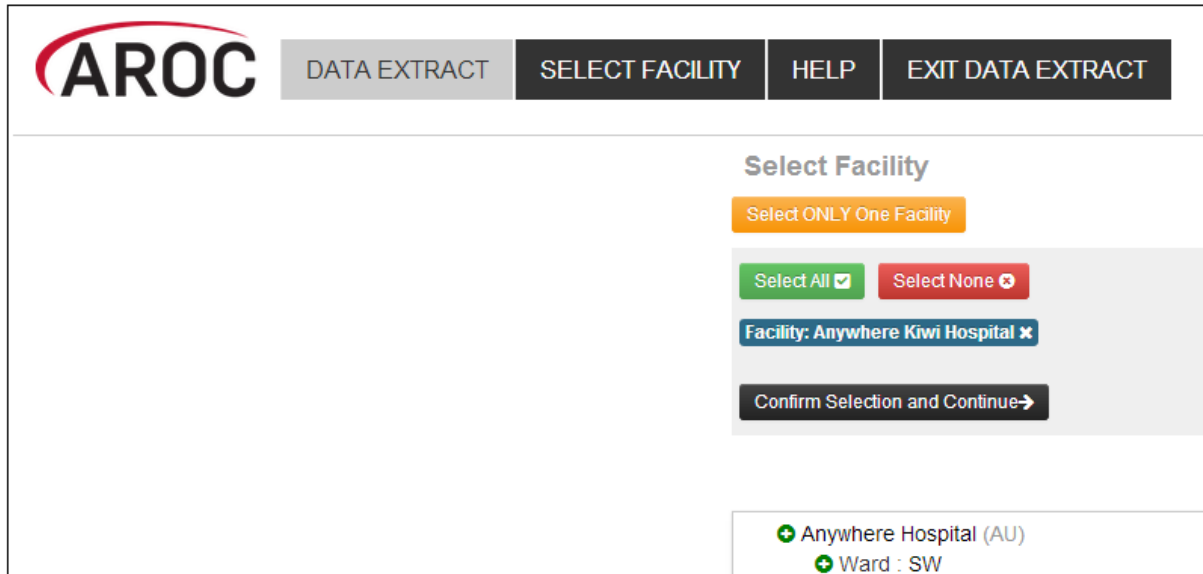 AROC DATA EXTRACT SELECT FACILITY HELP EXIT DATA EXTRACT
Select Facility
Select ONLY One Facility
Select All Select None
Facility: Anywhere Kiwi Hospital
Confirm Selection and Continue
Anywhere Hospital (AU)
Ward : SW